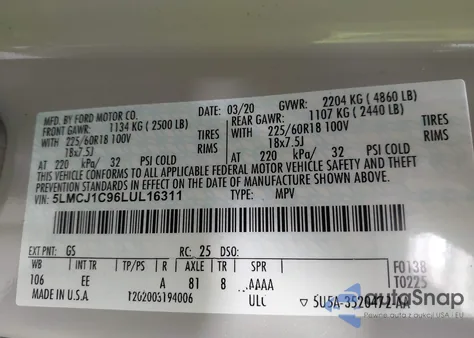 MFD. BY FORD MOTOR CO. DATE: 03/20 GVWR: 2204 KG ( 4860 LB)
FRONT GAWR: 1134 KG ( 2500 LB) REAR GAWR: 1107 KG ( 2440 LB)
WITH 225/60R18 100V TIRES WITH 225/60R18 100V TIRES
18x7.5J RIMS 18x7.5J RIMS
AT 220 kPa/ 32 PSI COLD AT 220 kPa/ 32 PSI COLD
THIS VEHICLE CONFORMS TO ALL APPLICABLE FEDERAL MOTOR VEHICLE SAFETY AND THEFT
PREVENTION STANDARDS IN EFFECT ON THE DATE OF MANUFACTURE SHOWN ABOVE.
VIN: 5LMCJ1C96LUL16311 TYPE: MPV
EXT PNT: GS RC: 25 DSO: F0138
WB INT TR TP/PS R AXLE TR SPR T0225
106 EE A 81 8 AAAA
MADE IN U.S.A. ULC
autoSnap
Pewne auto z USA i EU